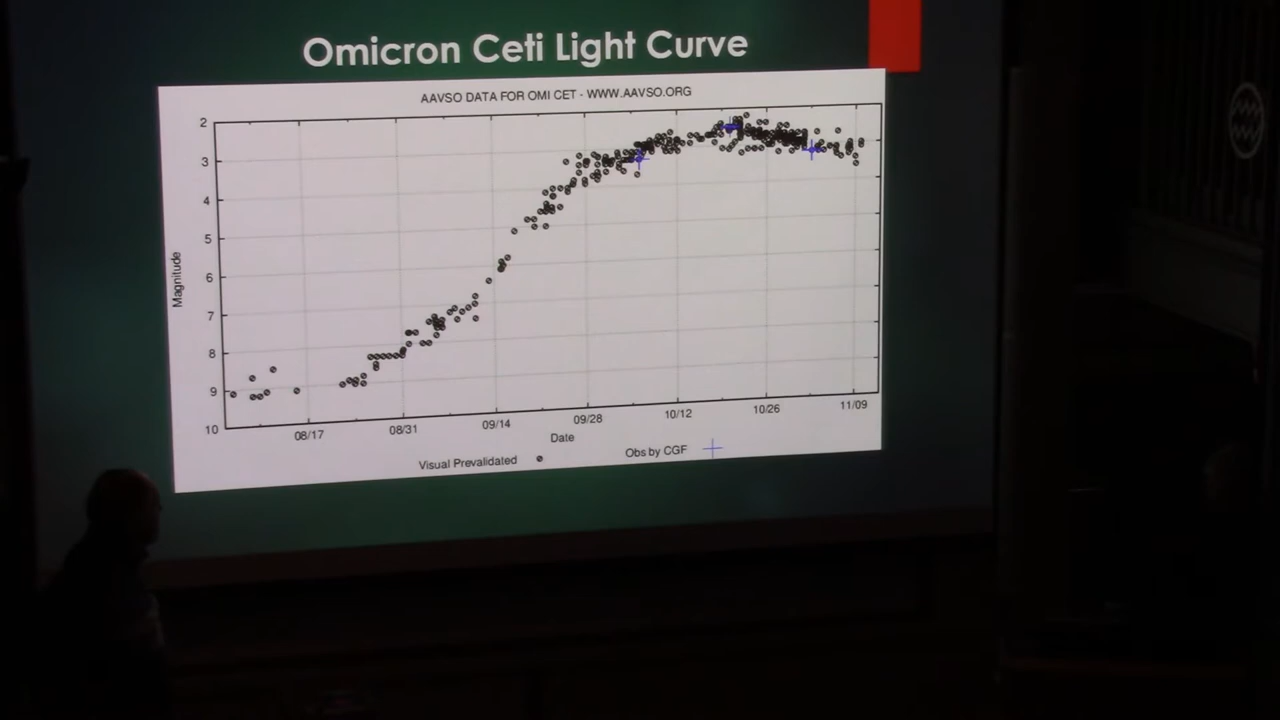 Omicron Ceti Light Curve
AAVSO DATA FOR OMI CET - WWW.AAVSO.ORG
2
3
4
5
6
7
8
9
10
Magnitude
08/17
08/31
09/14
09/28
10/12
10/26
11/09
Date
Visual Prevalidated
Obs by CGF